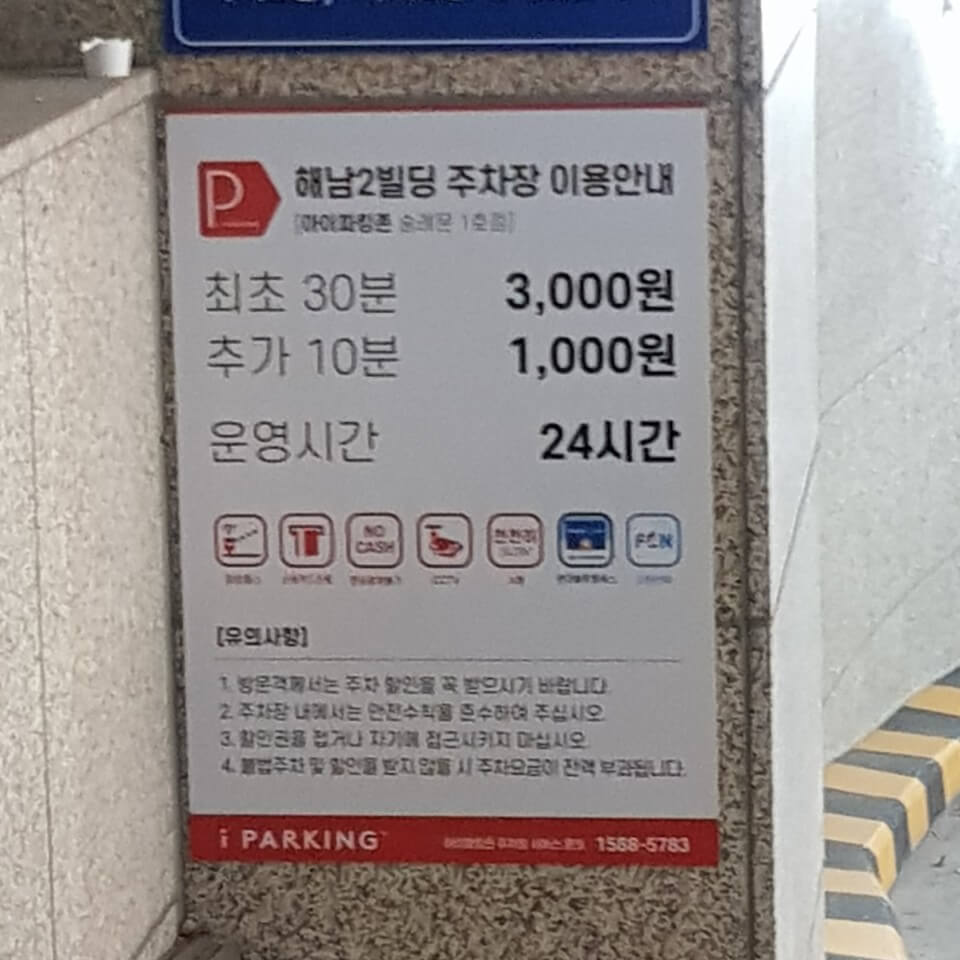 P
해남2빌딩 주차장 이용안내
[아이파킹존 숭례문 1호점]
최초 30분 3,000원
추가 10분 1,000원
운영시간 24시간
NO CASH 천천히 SLOW
CCTV
[유의사항]
1. 방문객께서는 주차 할인을 꼭 받으시기 바랍니다.
2. 주차장 내에서는 안전수칙을 준수하여 주십시오.
3. 할인권을 접거나 자기에 접근시키지 마십시오.
4. 불법주차 및 할인을 받지 않을 시 주차요금이 전액 부과됩니다.
i PARKING 1588-5783